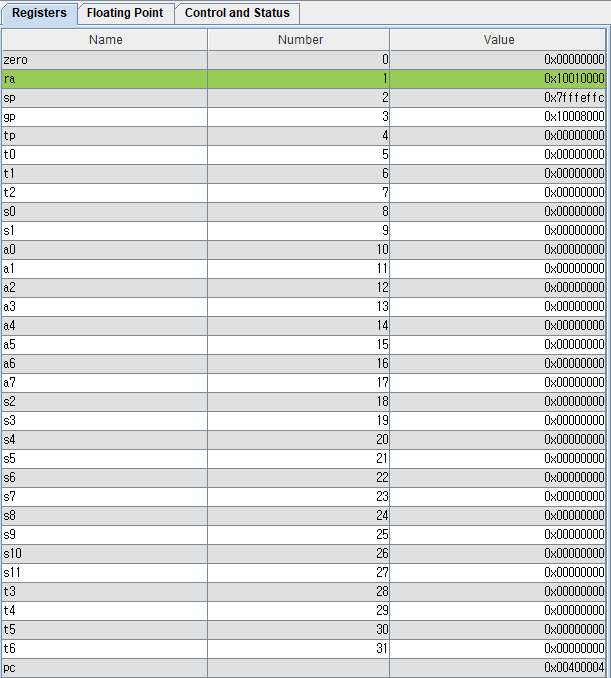 Registers Floating Point Control and Status
Name Number Value
zero 0 0x00000000
ra 1 0x10010000
sp 2 0x7fffeffc
gp 3 0x10008000
tp 4 0x00000000
t0 5 0x00000000
t1 6 0x00000000
t2 7 0x00000000
s0 8 0x00000000
s1 9 0x00000000
a0 10 0x00000000
a1 11 0x00000000
a2 12 0x00000000
a3 13 0x00000000
a4 14 0x00000000
a5 15 0x00000000
a6 16 0x00000000
a7 17 0x00000000
s2 18 0x00000000
s3 19 0x00000000
s4 20 0x00000000
s5 21 0x00000000
s6 22 0x00000000
s7 23 0x00000000
s8 24 0x00000000
s9 25 0x00000000
s10 26 0x00000000
s11 27 0x00000000
t3 28 0x00000000
t4 29 0x00000000
t5 30 0x00000000
t6 31 0x00000000
pc 0x00400004